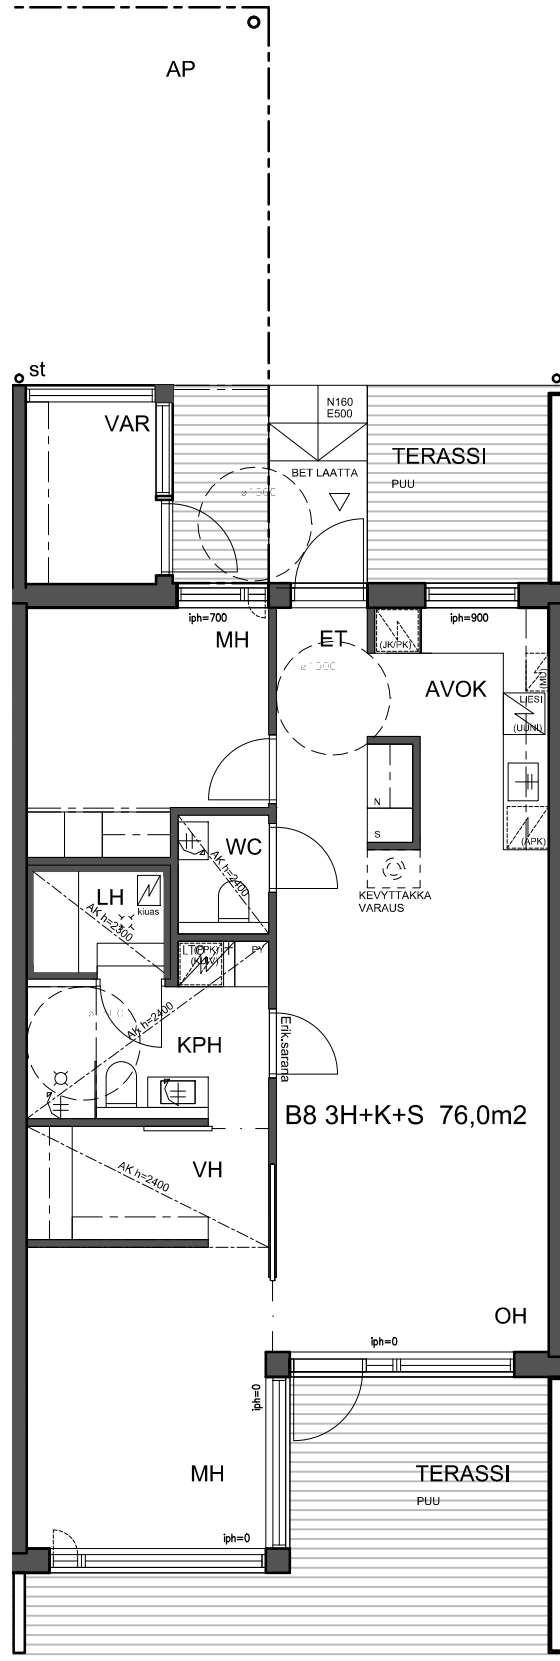 AP
st
N160
E500
VAR
TERASSI
PUU
BET LAATTA
iph=700
iph=900
MH
ET
(JK/PK)
AVOK
(MU)
LIESI
(UUNI)
N
S
(APK)
WC
AK h=2400
KEVYTTAKKA
VARAUS
LH
kiuas
AK h=2300
PY
AK h=2400
KPH
Erik.sarana
B8 3H+K+S 76,0m2
VH
AK h=2400
OH
iph=0
iph=0
MH
TERASSI
PUU
iph=0